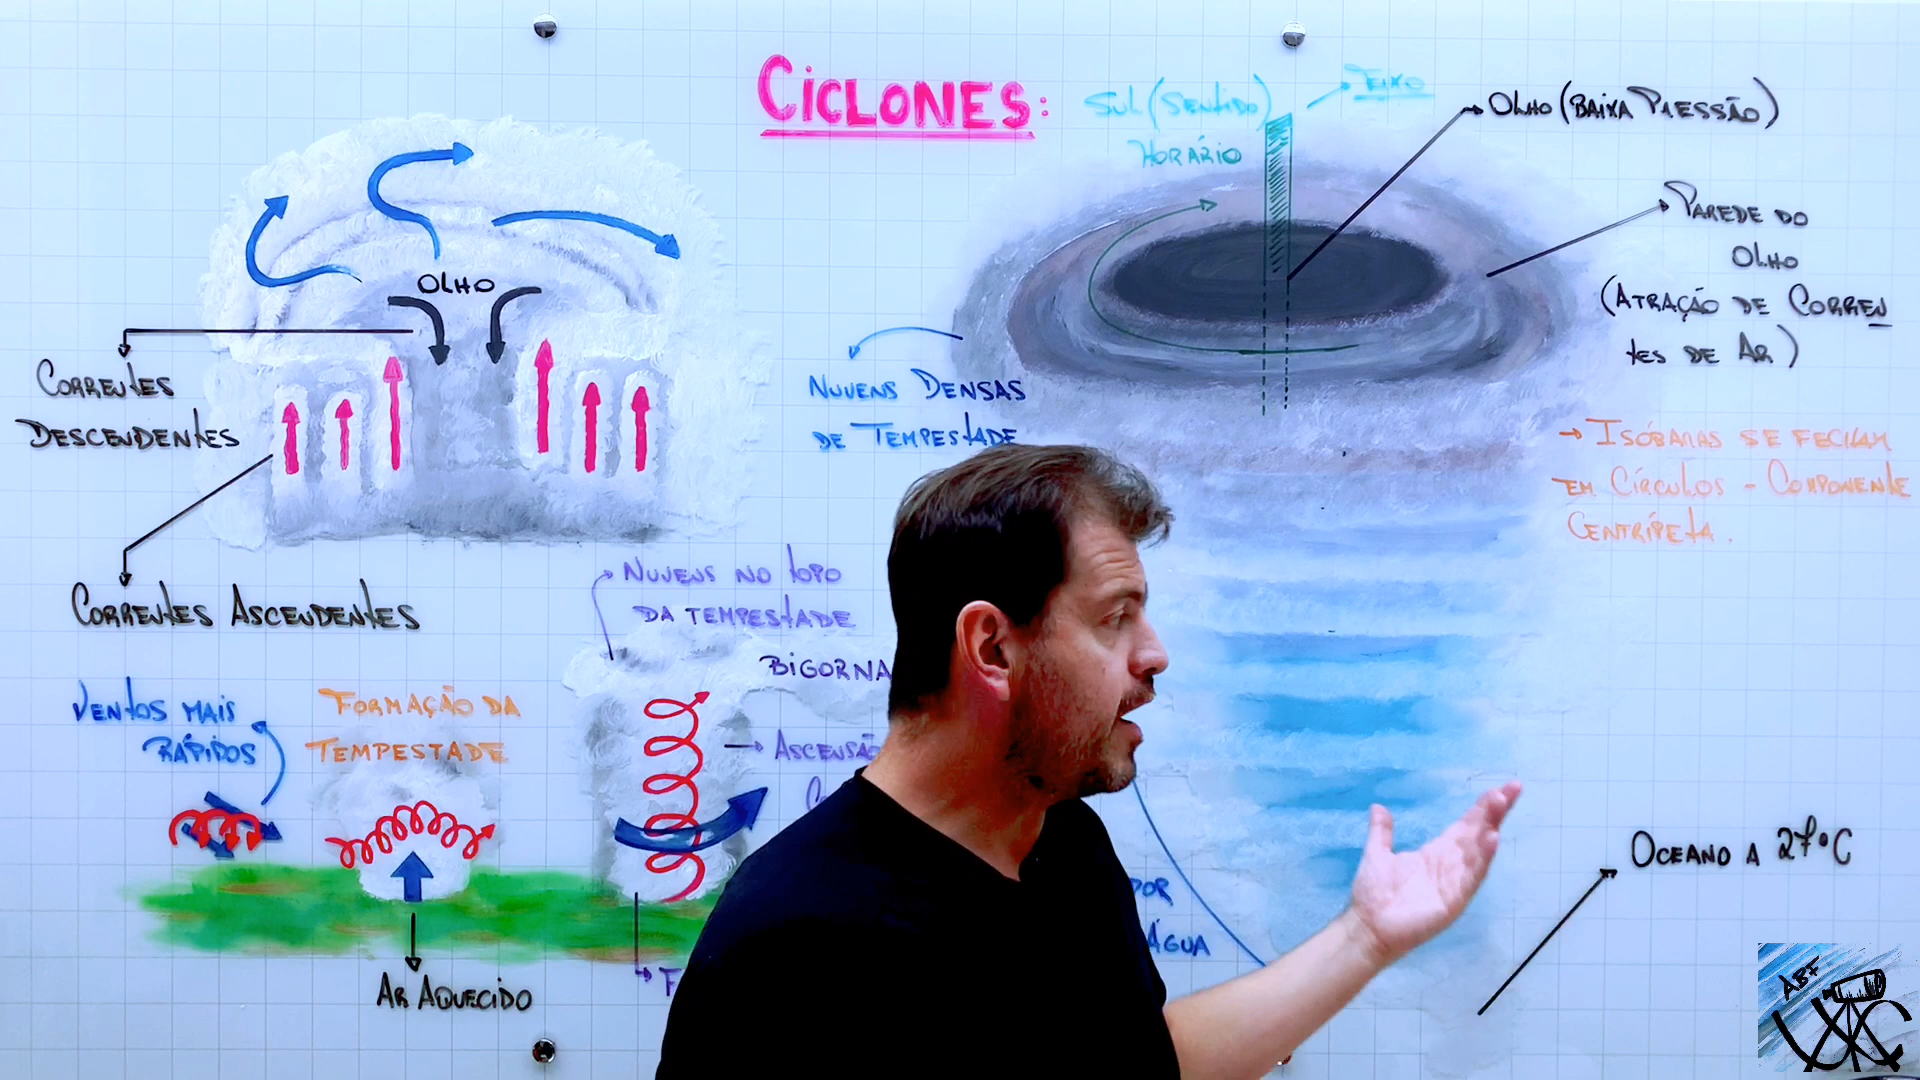 CICLONES:
SUL (SENTIDO)
HORÁRIO
OLHO (BAIXA PRESSÃO)
PAREDE DO
OLHO
(ATRAÇÃO DE CORREN
TES DE AR)
OLHO
CORRENTES
DESCENDENTES
NUVENS DENSAS
DE TEMPESTADE
→ ISÓBARAS SE FECHAM
EM CÍRCULOS - COMPONENTE
CENTRÍPETA.
CORRENTES ASCENDENTES
NUVENS NO TOPO
DA TEMPESTADE
BIGORNA
VENTOS MAIS
RÁPIDOS
FORMAÇÃO DA
TEMPESTADE
ASCENSÃO
OCEANO A 27°C
ÁGUA
AR AQUECIDO
ABF